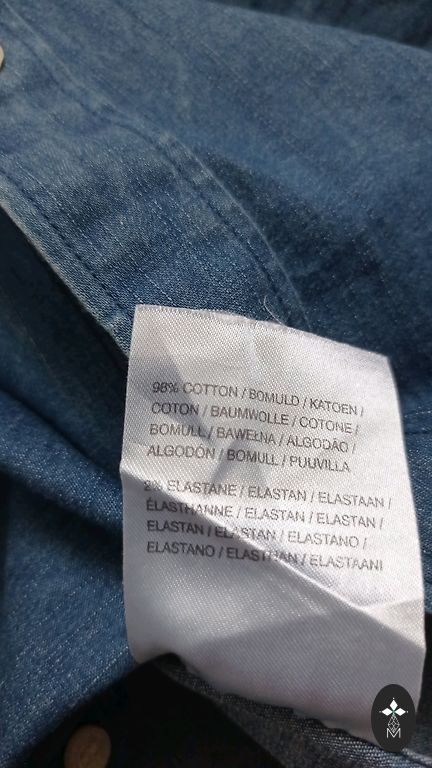 98% COTTON / BOMULD / KATOEN /
COTON / BAUMWOLLE / COTONE /
BOMULL / BAWEŁNA / ALGODÃO /
ALGODÓN / BOMULL / PUUVILLA
2% ELASTANE / ELASTAN / ELASTAAN /
ÉLASTHANNE / ELASTAN / ELASTAN /
ELASTAN / ELASTAN / ELASTANO /
ELASTANO / ELASTHAN / ELASTAANI
M